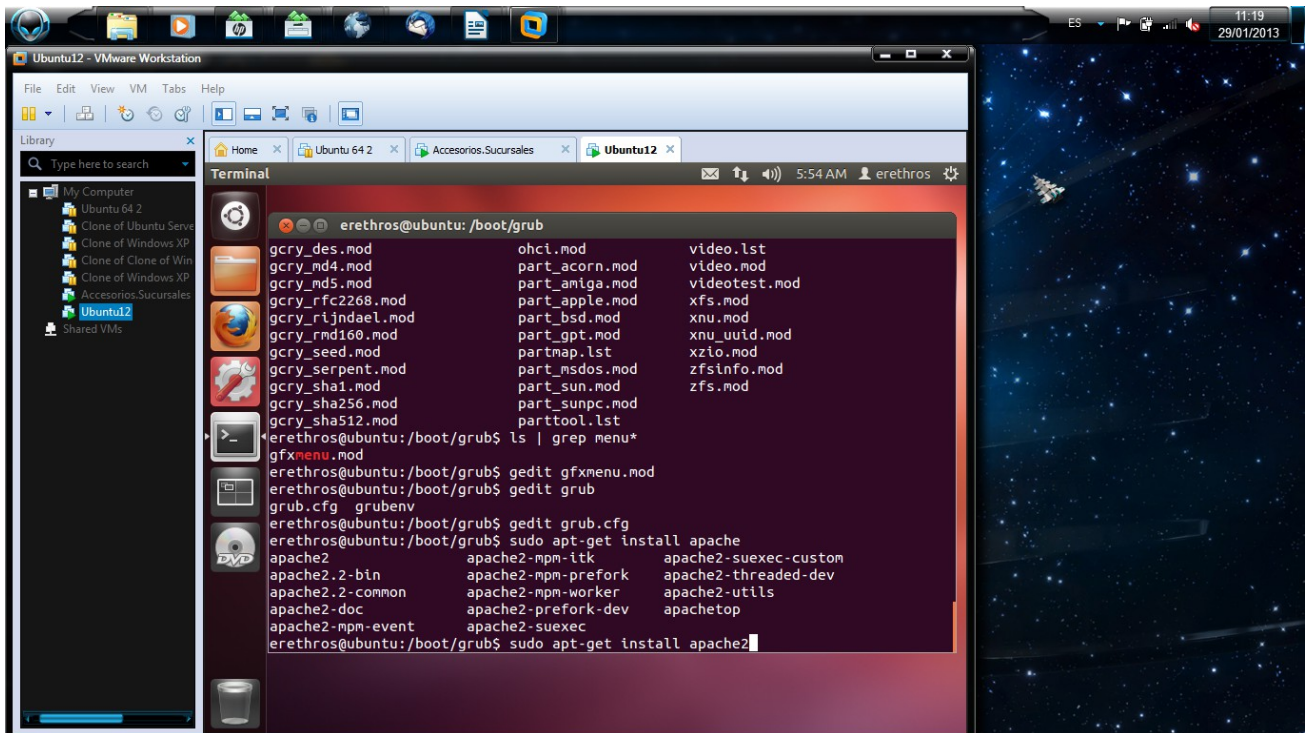 ES
11:19
29/01/2013
Ubuntu12 - VMware Workstation
File Edit View VM Tabs Help
Library
Type here to search
My Computer
Ubuntu 64 2
Clone of Ubuntu Serve
Clone of Windows XP
Clone of Clone of Win
Clone of Windows XP
Accesorios.Sucursales
Ubuntu12
Shared VMs
Home Ubuntu 64 2 Accesorios.Sucursales Ubuntu12
Terminal 5:54 AM erethros
erethros@ubuntu: /boot/grub
gcry_des.mod ohci.mod video.lst
gcry_md4.mod part_acorn.mod video.mod
gcry_md5.mod part_amiga.mod videotest.mod
gcry_rfc2268.mod part_apple.mod xfs.mod
gcry_rijndael.mod part_bsd.mod xnu.mod
gcry_rmd160.mod part_gpt.mod xnu_uuid.mod
gcry_seed.mod partmap.lst xzio.mod
gcry_serpent.mod part_msdos.mod zfsinfo.mod
gcry_sha1.mod part_sun.mod zfs.mod
gcry_sha256.mod part_sunpc.mod
gcry_sha512.mod parttool.lst
erethros@ubuntu:/boot/grub$ ls | grep menu*
gfxmenu.mod
erethros@ubuntu:/boot/grub$ gedit gfxmenu.mod
erethros@ubuntu:/boot/grub$ gedit grub
grub.cfg grubenv
erethros@ubuntu:/boot/grub$ gedit grub.cfg
erethros@ubuntu:/boot/grub$ sudo apt-get install apache
apache2 apache2-mpm-itk apache2-suexec-custom
apache2.2-bin apache2-mpm-prefork apache2-threaded-dev
apache2.2-common apache2-mpm-worker apache2-utils
apache2-doc apache2-prefork-dev apachetop
apache2-mpm-event apache2-suexec
erethros@ubuntu:/boot/grub$ sudo apt-get install apache2
DVD
hp